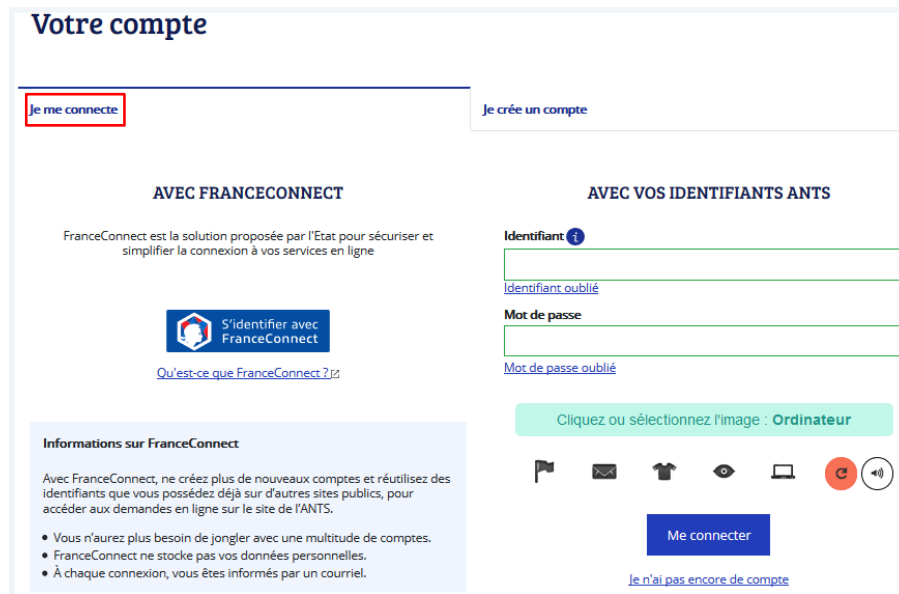 Votre compte
Je me connecte
Je crée un compte
AVEC FRANCECONNECT
FranceConnect est la solution proposée par l'Etat pour sécuriser et
simplifier la connexion à vos services en ligne
S'identifier avec
FranceConnect
Qu'est-ce que FranceConnect ?
Informations sur FranceConnect
Avec FranceConnect, ne créez plus de nouveaux comptes et réutilisez des
identifiants que vous possédez déjà sur d'autres sites publics, pour
accéder aux demandes en ligne sur le site de l'ANTS.
• Vous n'aurez plus besoin de jongler avec une multitude de comptes.
• FranceConnect ne stocke pas vos données personnelles.
• À chaque connexion, vous êtes informés par un courriel.
AVEC VOS IDENTIFIANTS ANTS
Identifiant i
Identifiant oublié
Mot de passe
Mot de passe oublié
Cliquez ou sélectionnez l'image : Ordinateur
Me connecter
Je n'ai pas encore de compte